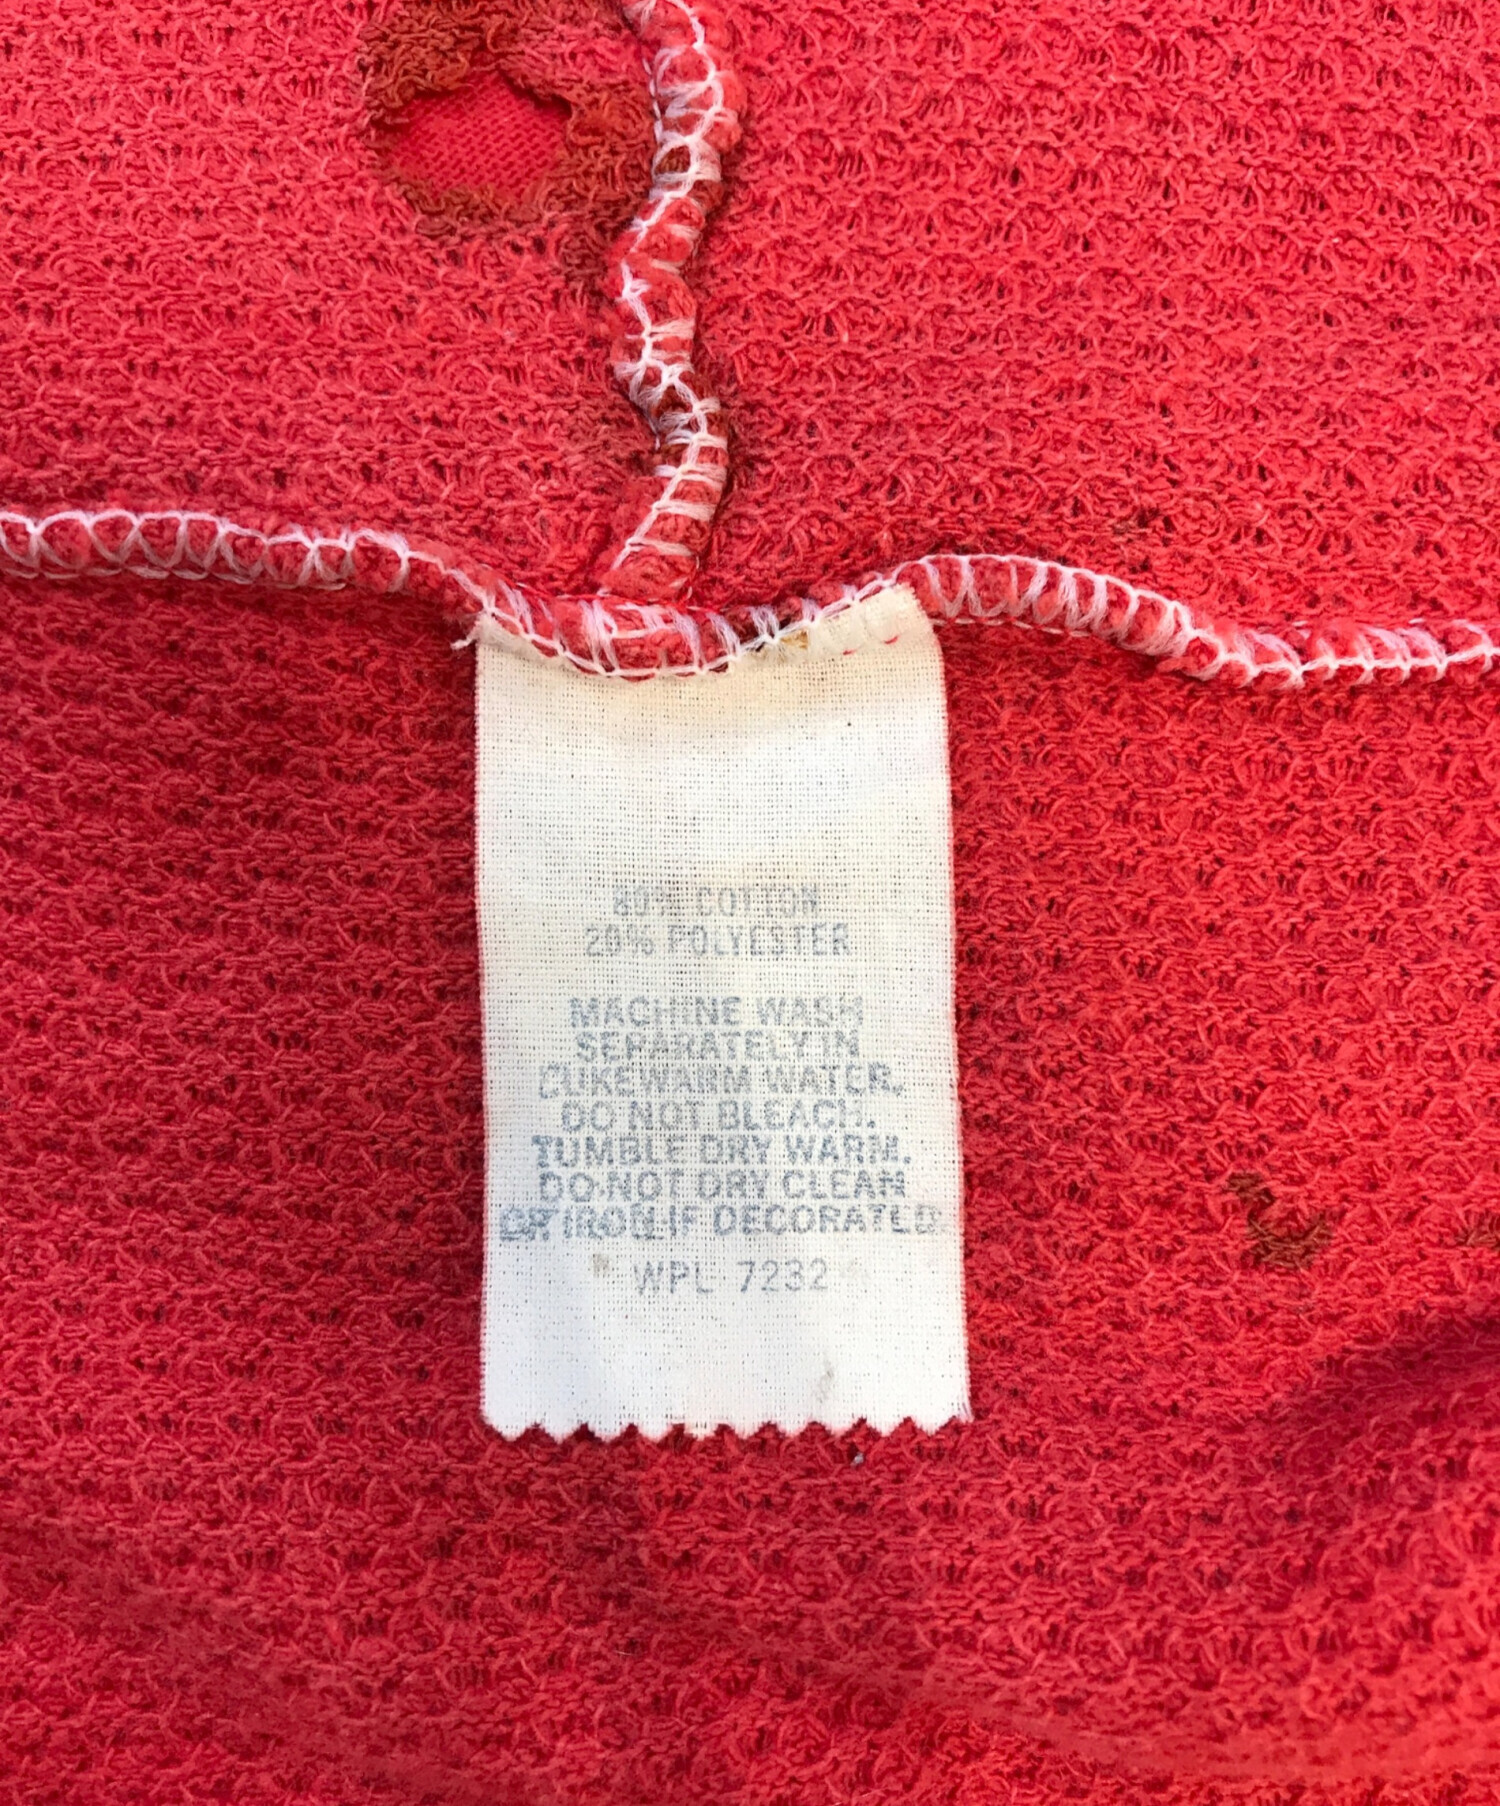 80% COTTON
20% POLYESTER
MACHINE WASH
SEPARATELY IN
LUKEWARM WATER.
DO NOT BLEACH.
TUMBLE DRY WARM.
DO NOT DRY CLEAN
OR IRON IF DECORATED
WPL 7232